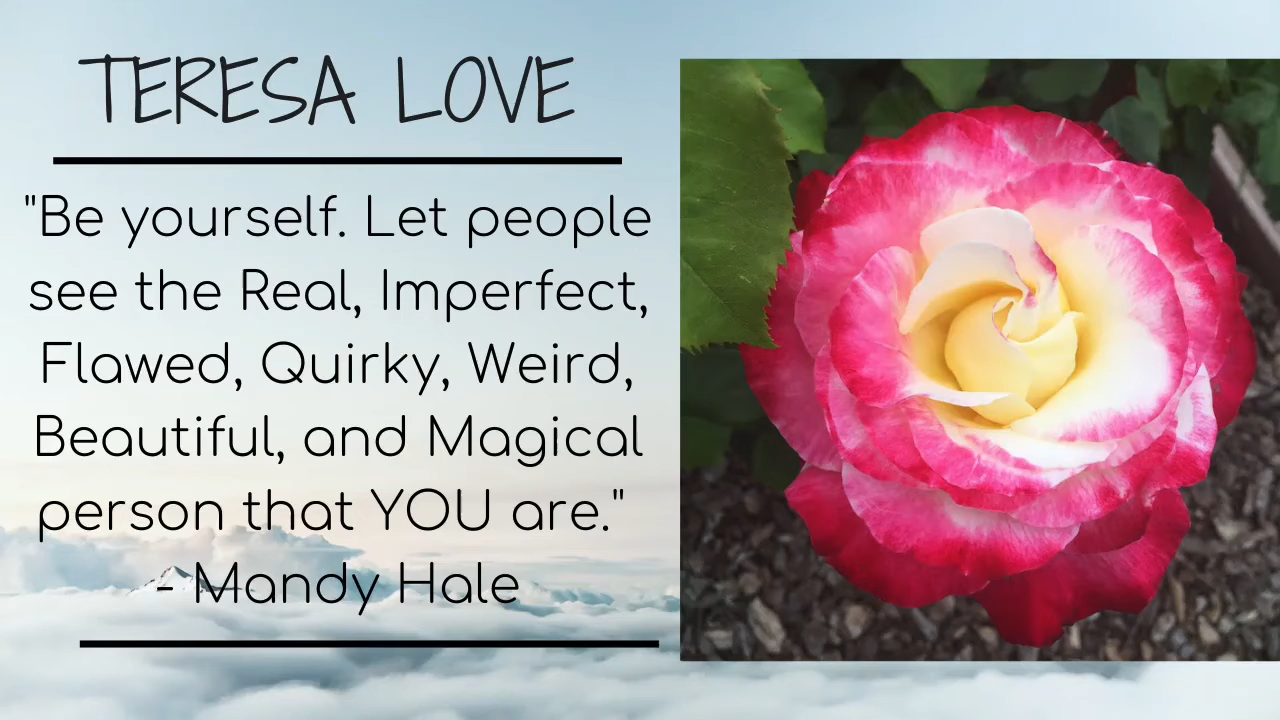 TERESA LOVE
"Be yourself. Let people
see the Real, Imperfect,
Flawed, Quirky, Weird,
Beautiful, and Magical
person that YOU are."
- Mandy Hale